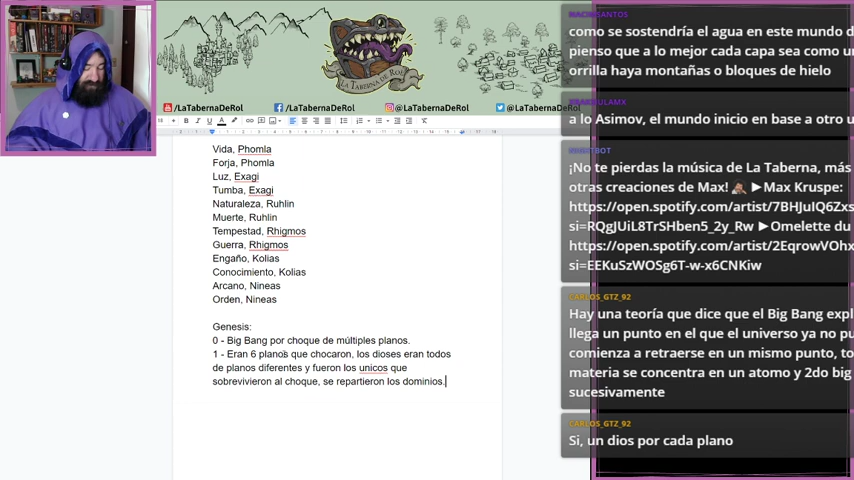 LA TABERNA DE ROL
/LaTabernaDeRol
/LaTabernaDeRol
@LaTabernaDeRol
@LaTabernaDeRol
Vida, Phomla
Forja, Phomla
Luz, Exagi
Tumba, Exagi
Naturaleza, Ruhlin
Muerte, Ruhlin
Tempestad, Rhigmos
Guerra, Rhigmos
Engaño, Kolias
Conocimiento, Kolias
Arcano, Nineas
Orden, Nineas
Genesis:
0 - Big Bang por choque de múltiples planos.
1 - Eran 6 planos que chocaron, los dioses eran todos
de planos diferentes y fueron los unicos que
sobrevivieron al choque, se repartieron los dominios.
como se sostendría el agua en este mundo d
pienso que a lo mejor cada capa sea como u
orrilla haya montañas o bloques de hielo
a lo Asimov, el mundo inicio en base a otro u
¡No te pierdas la música de La Taberna, más
otras creaciones de Max! ►Max Kruspe:
https://open.spotify.com/artist/7BHJuIQ6Zxs
si=RQgJUiL8TrSHben5_2y_Rw ►Omelette du
https://open.spotify.com/artist/2EqrowVOhx
si=EEKuSzWOSg6T-w-x6CNKiw
CARLOS_GTZ_92
Hay una teoría que dice que el Big Bang expl
llega un punto en el que el universo ya no pu
comienza a retraerse en un mismo punto, to
materia se concentra en un atomo y 2do big
sucesivamente
CARLOS_GTZ_92
Si, un dios por cada plano